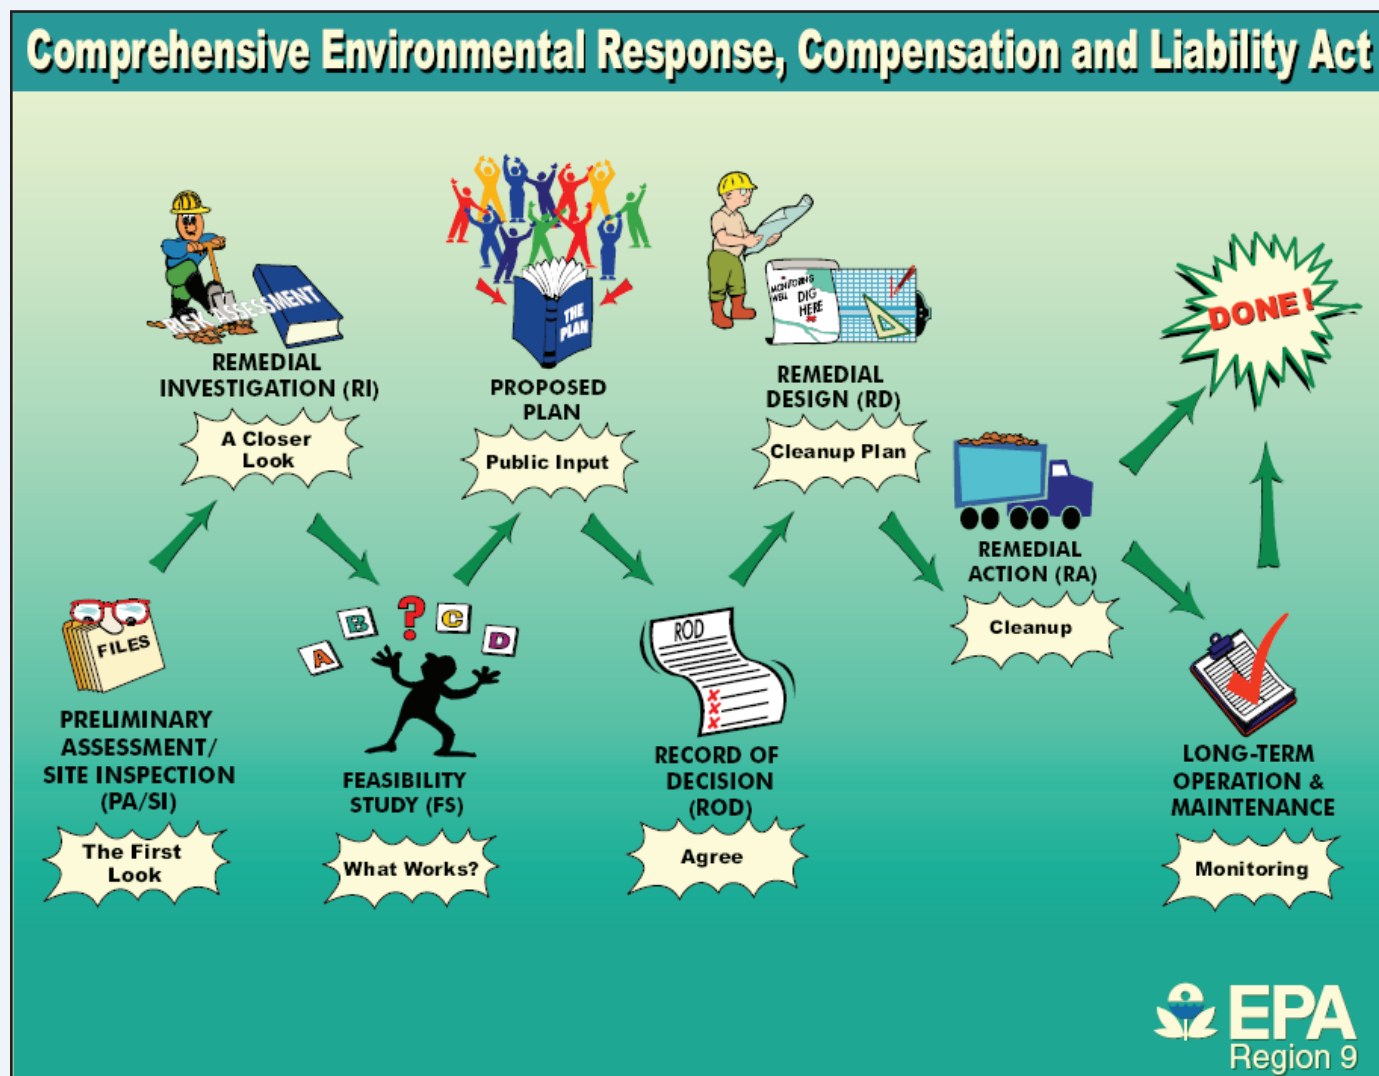 Comprehensive Environmental Response, Compensation and Liability Act
RISK ASSESSMENT
REMEDIAL
INVESTIGATION (RI)
A Closer
Look
THE
PLAN
PROPOSED
PLAN
Public Input
MONITORING
WELL
DIG
HERE
REMEDIAL
DESIGN (RD)
Cleanup Plan
DONE!
REMEDIAL
ACTION (RA)
Cleanup
FILES
PRELIMINARY
ASSESSMENT/
SITE INSPECTION
(PA/SI)
The First
Look
A B ? C D
FEASIBILITY
STUDY (FS)
What Works?
ROD
x
x
x
RECORD OF
DECISION
(ROD)
Agree
LONG-TERM
OPERATION &
MAINTENANCE
Monitoring
EPA
Region 9